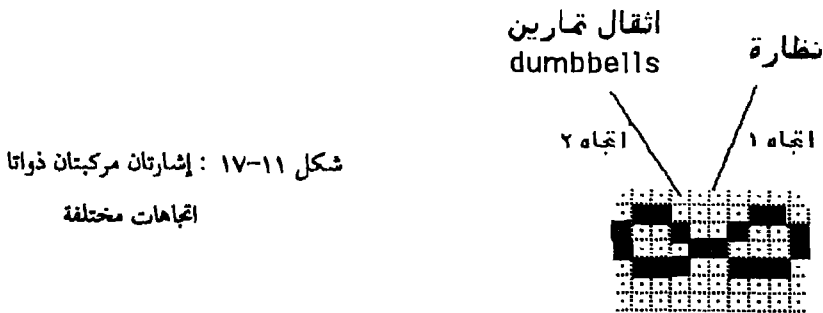 نظارة
اثقال تمارين
dumbbells
اتجاه ١
اتجاه ٢
شكل ١١-١٧ : إشارتان مركبتان ذواتا
اتجاهات مختلفة